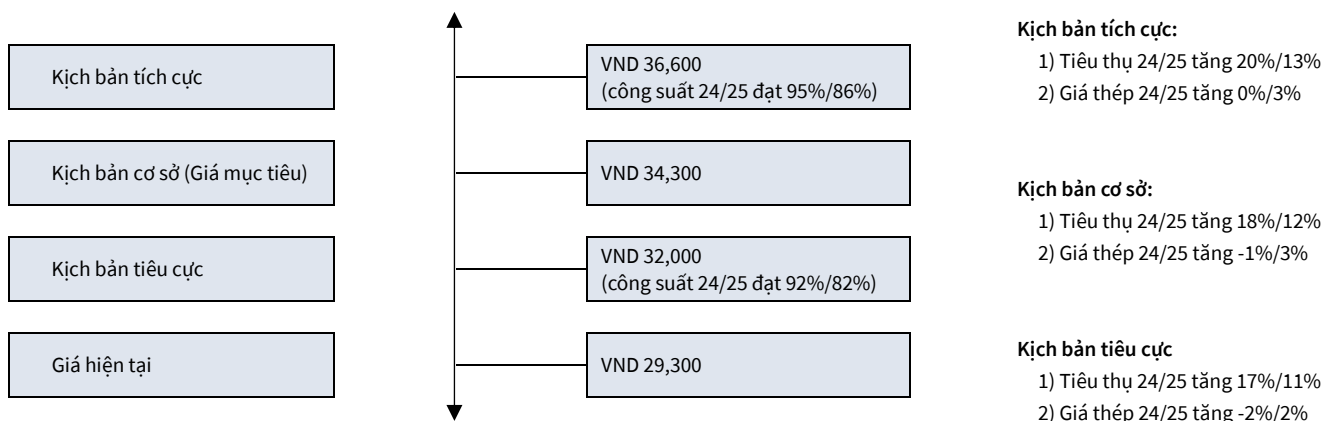 Kịch bản tích cực
VND 36,600
(công suất 24/25 đạt 95%/86%)
Kịch bản cơ sở (Giá mục tiêu)
VND 34,300
Kịch bản tiêu cực
VND 32,000
(công suất 24/25 đạt 92%/82%)
Giá hiện tại
VND 29,300
Kịch bản tích cực:
1) Tiêu thụ 24/25 tăng 20%/13%
2) Giá thép 24/25 tăng 0%/3%
Kịch bản cơ sở:
1) Tiêu thụ 24/25 tăng 18%/12%
2) Giá thép 24/25 tăng -1%/3%
Kịch bản tiêu cực
1) Tiêu thụ 24/25 tăng 17%/11%
2) Giá thép 24/25 tăng -2%/2%